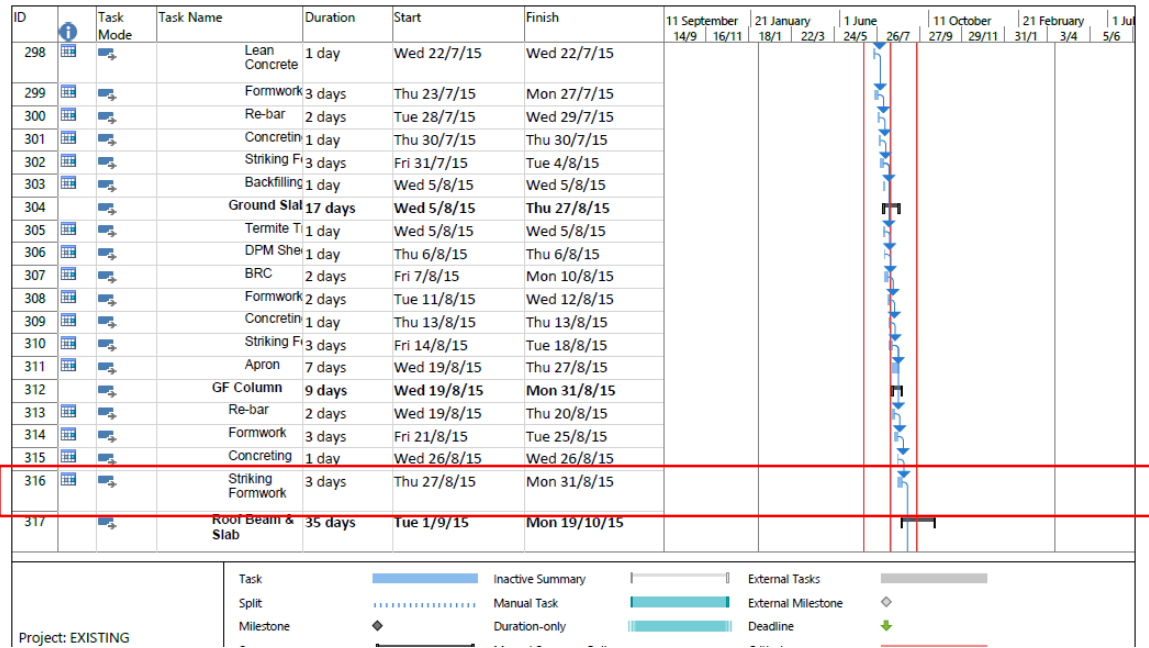 ID Task Mode Task Name Duration Start Finish 11 September 21 January 1 June 11 October 21 February 1 Jul
14/9 16/11 18/1 22/3 24/5 26/7 27/9 29/11 31/1 3/4 5/6
298 Lean Concrete 1 day Wed 22/7/15 Wed 22/7/15
299 Formwork 3 days Thu 23/7/15 Mon 27/7/15
300 Re-bar 2 days Tue 28/7/15 Wed 29/7/15
301 Concretin 1 day Thu 30/7/15 Thu 30/7/15
302 Striking F 3 days Fri 31/7/15 Tue 4/8/15
303 Backfilling 1 day Wed 5/8/15 Wed 5/8/15
304 Ground Slab 17 days Wed 5/8/15 Thu 27/8/15
305 Termite T 1 day Wed 5/8/15 Wed 5/8/15
306 DPM She 1 day Thu 6/8/15 Thu 6/8/15
307 BRC 2 days Fri 7/8/15 Mon 10/8/15
308 Formwork 2 days Tue 11/8/15 Wed 12/8/15
309 Concretin 1 day Thu 13/8/15 Thu 13/8/15
310 Striking F 3 days Fri 14/8/15 Tue 18/8/15
311 Apron 7 days Wed 19/8/15 Thu 27/8/15
312 GF Column 9 days Wed 19/8/15 Mon 31/8/15
313 Re-bar 2 days Wed 19/8/15 Thu 20/8/15
314 Formwork 3 days Fri 21/8/15 Tue 25/8/15
315 Concreting 1 day Wed 26/8/15 Wed 26/8/15
316 Striking Formwork 3 days Thu 27/8/15 Mon 31/8/15
317 Roof Beam & Slab 35 days Tue 1/9/15 Mon 19/10/15
Task Inactive Summary External Tasks
Split Manual Task External Milestone
Milestone Duration-only Deadline
Project: EXISTING